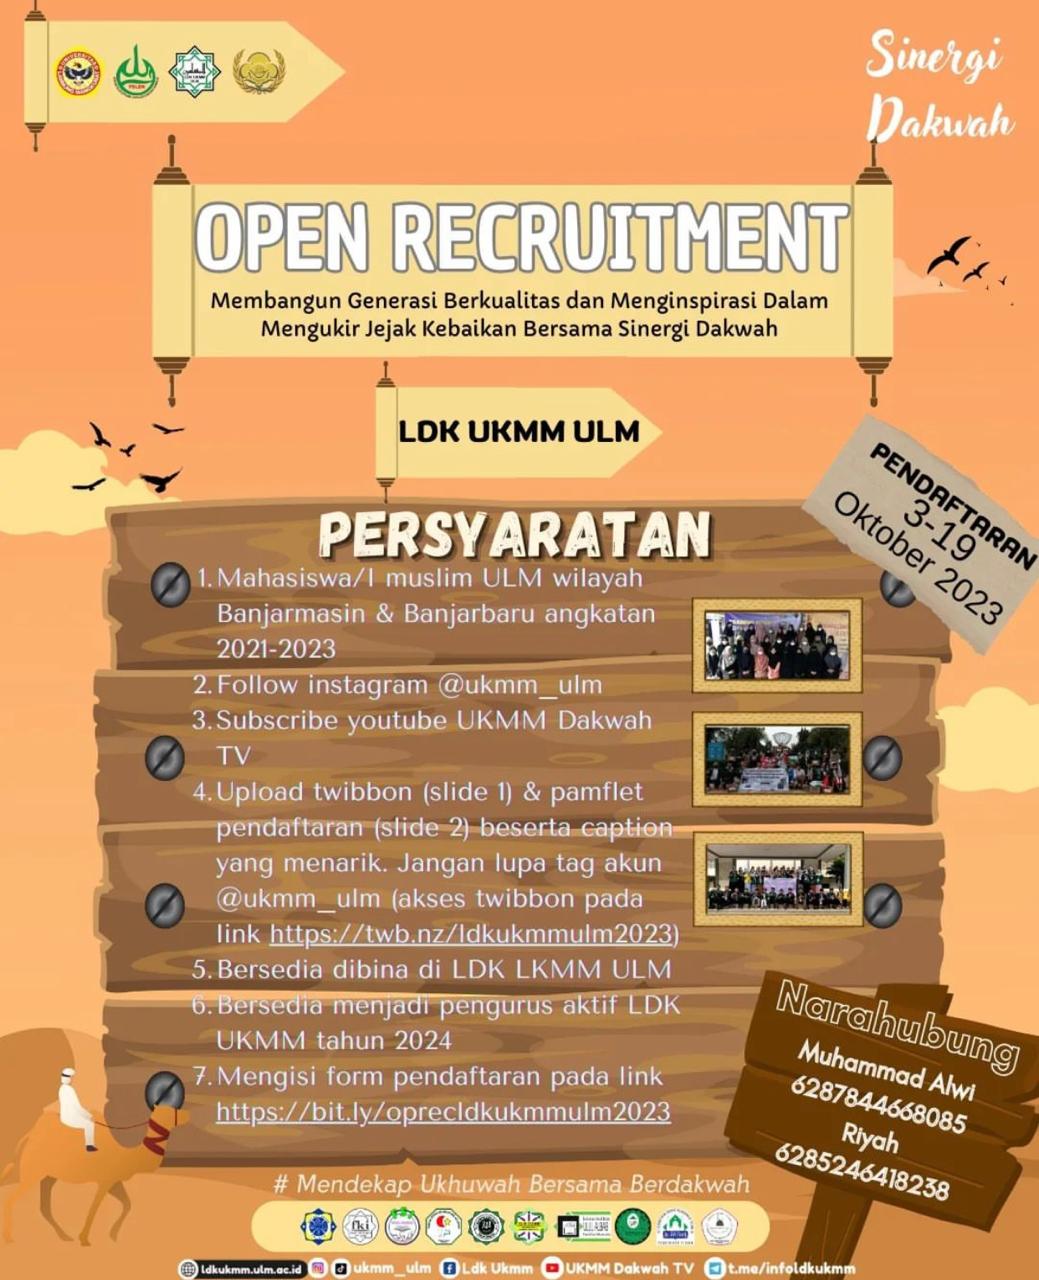 Sinergi
Dakwah
OPEN RECRUITMENT
Membangun Generasi Berkualitas dan Menginspirasi Dalam
Mengukir Jejak Kebaikan Bersama Sinergi Dakwah
LDK UKMM ULM
PENDAFTARAN
3-19
Oktober 2023
PERSYARATAN
1. Mahasiswa/I muslim ULM wilayah
Banjarmasin & Banjarbaru angkatan
2021-2023
2. Follow instagram @ukmm_ulm
3. Subscribe youtube UKMM Dakwah
TV
4. Upload twibbon (slide 1) & pamflet
pendaftaran (slide 2) beserta caption
yang menarik. Jangan lupa tag akun
@ukmm_ulm (akses twibbon pada
link https://twb.nz/ldkukmmulm2023)
5. Bersedia dibina di LDK LKMM ULM
6. Bersedia menjadi pengurus aktif LDK
UKMM tahun 2024
7. Mengisi form pendaftaran pada link
https://bit.ly/oprecldkukmmulm2023
Narahubung
Muhammad Alwi
6287844668085
Riyah
6285246418238
# Mendekap Ukhuwah Bersama Berdakwah
fki
ldkukmm.ulm.ac.id ukmm_ulm Ldk Ukmm UKMM Dakwah TV t.me/infoldkukmm